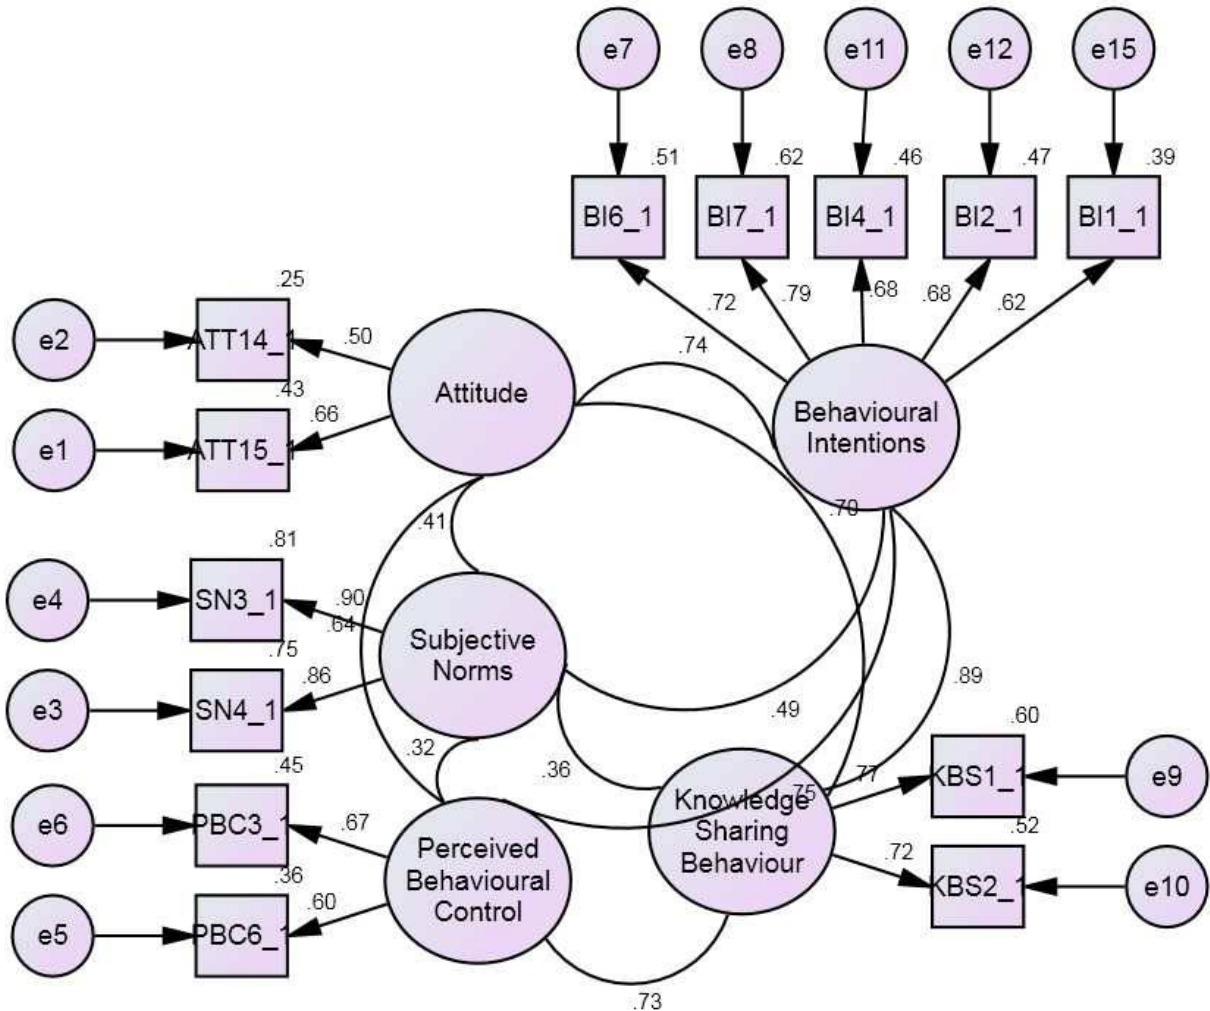 e7
e8
e11
e12
e15
.51
.62
.46
.47
.39
BI6_1
BI7_1
BI4_1
BI2_1
BI1_1
.72
.79
.68
.68
.62
.25
e2
ATT14_1
.50
.43
e1
ATT15_1
.66
Attitude
.74
Behavioural
Intentions
.70
.41
.81
e4
SN3_1
.90
.64
.75
e3
SN4_1
.86
Subjective
Norms
.49
.89
.32
.36
.45
e6
PBC3_1
.67
.36
e5
PBC6_1
.60
Perceived
Behavioural
Control
Knowledge
Sharing
Behaviour
.75
.77
.60
KBS1_1
e9
.52
.72
KBS2_1
e10
.73